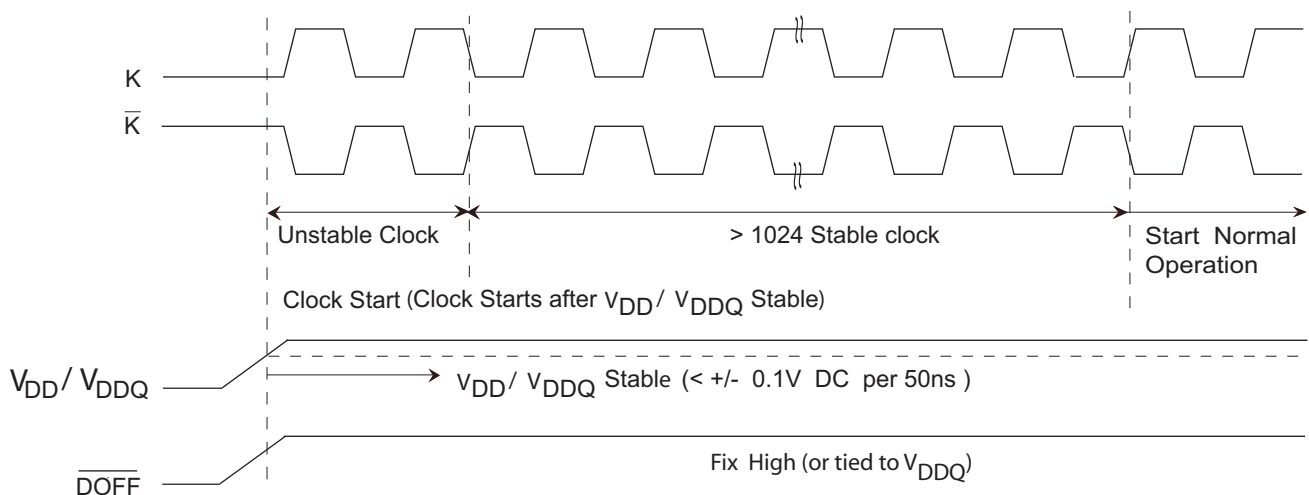 K
K̅
Unstable Clock
> 1024 Stable clock
Start Normal
Operation
Clock Start (Clock Starts after VDD / VDDQ Stable)
VDD / VDDQ
VDD / VDDQ Stable (< +/- 0.1V DC per 50ns )
Fix High (or tied to VDDQ)
DOFF